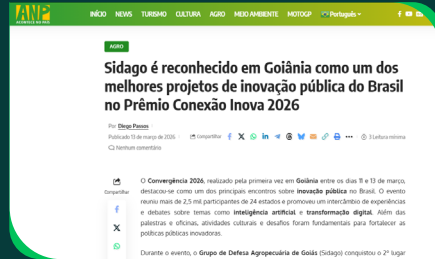 ANP
ACONTECE NO PAÍS
INÍCIO NEWS TURISMO CULTURA AGRO MEIO AMBIENTE MOTOGP Português
AGRO
Sidago é reconhecido em Goiânia como um dos
melhores projetos de inovação pública do Brasil
no Prêmio Conexão Inova 2026
Por Diego Passos
Publicado 13 de março de 2026 Compartilhar 3 Leitura mínima
Nenhum comentário
Compartilhar
O Convergência 2026, realizado pela primeira vez em Goiânia entre os dias 11 e 13 de março,
destacou-se como um dos principais encontros sobre inovação pública no Brasil. O evento
reuniu mais de 2,5 mil participantes de 24 estados e promoveu um intercâmbio de experiências
e debates sobre temas como inteligência artificial e transformação digital. Além das
palestras e oficinas, atividades culturais e desafios foram fundamentais para fortalecer as
políticas públicas inovadoras.
Durante o evento, o Grupo de Defesa Agropecuária de Goiás (Sidago) conquistou o 2º lugar